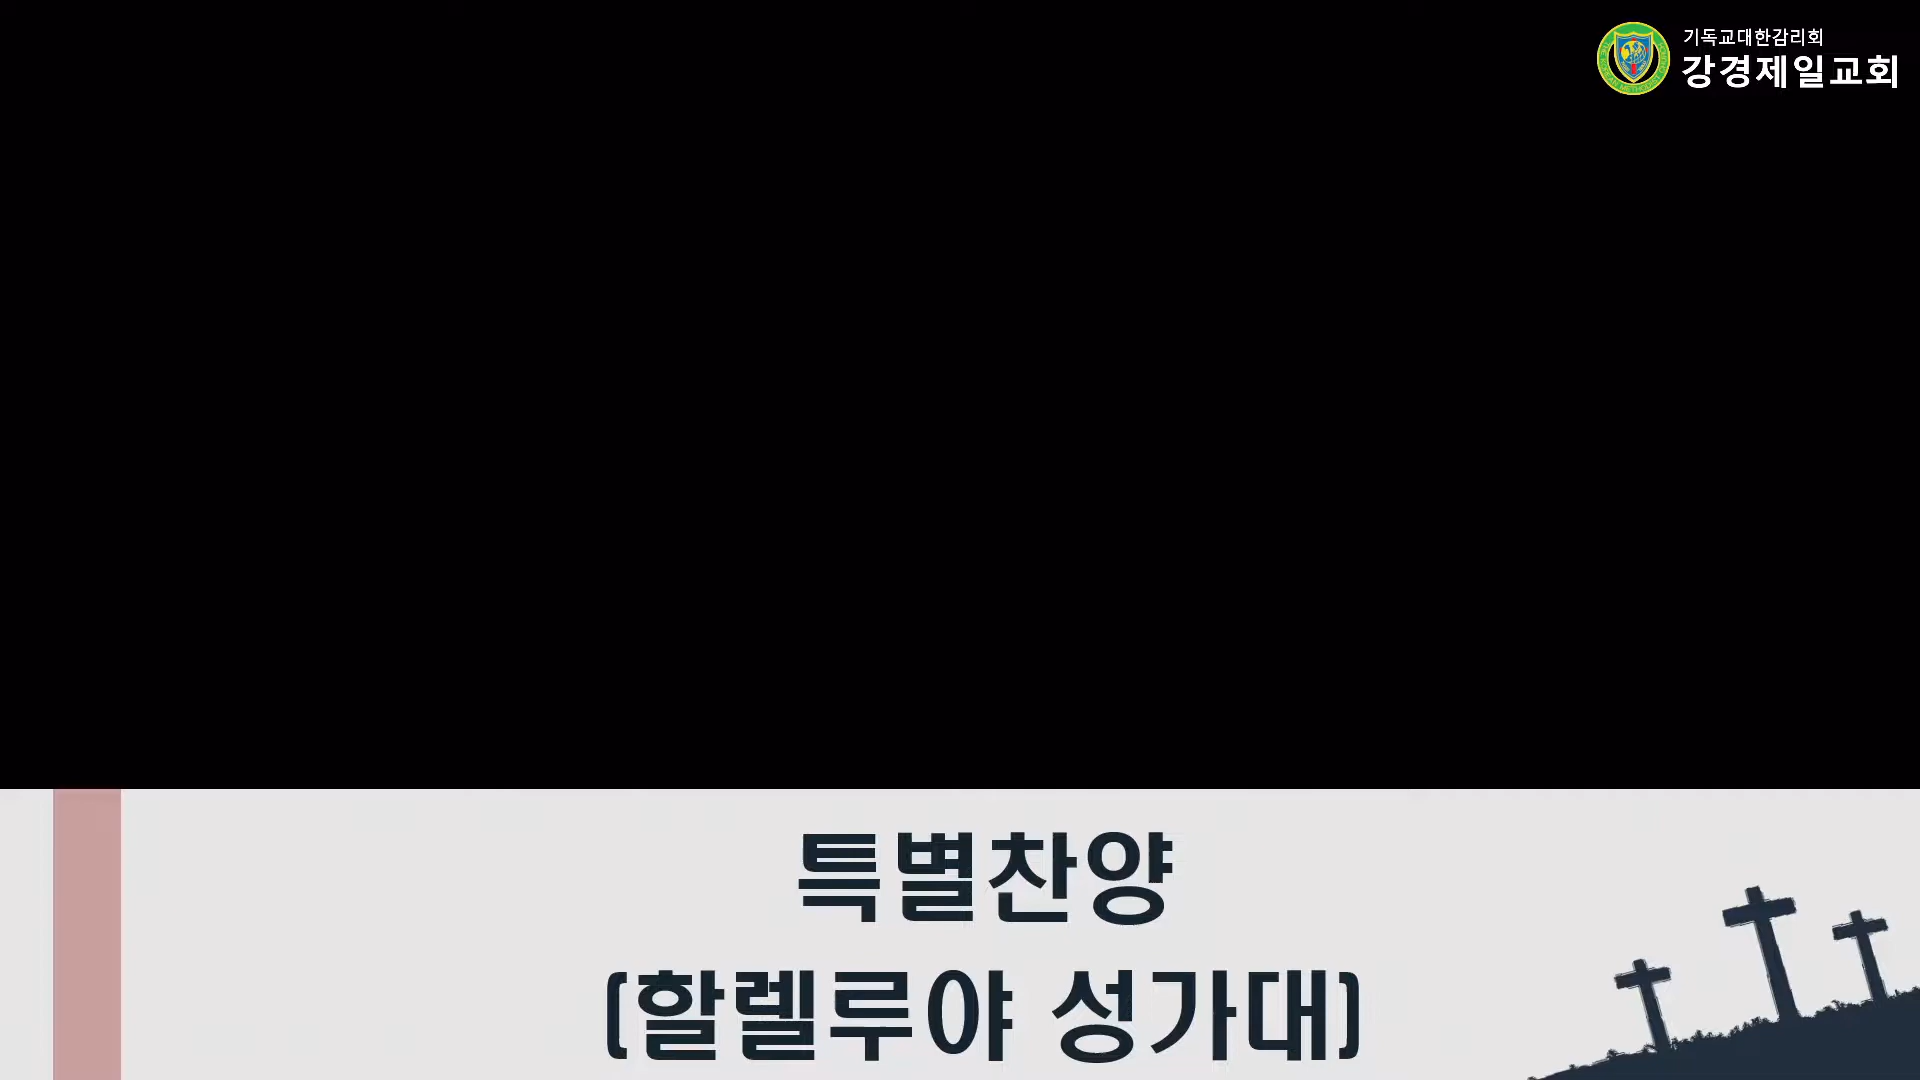 기독교대한감리회
강경제일교회
특별찬양
(할렐루야 성가대)